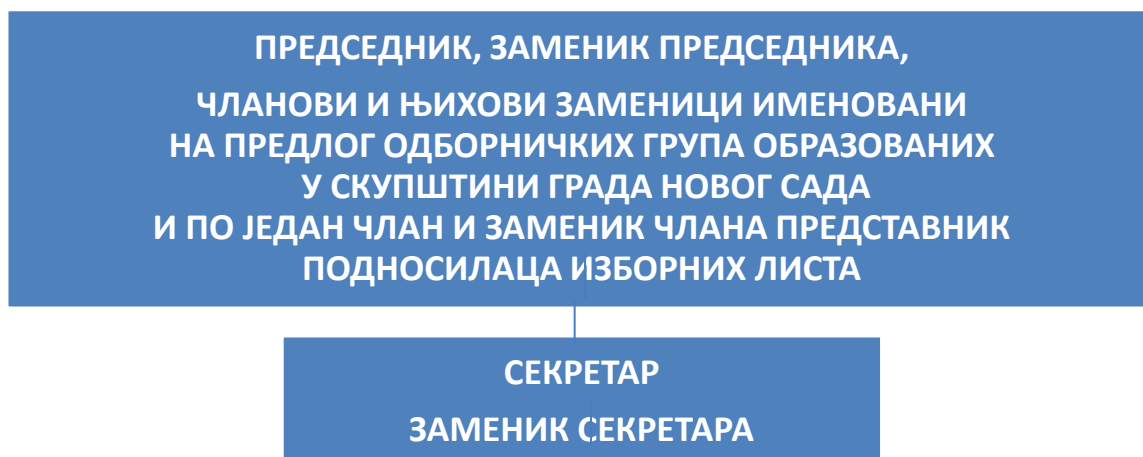 ПРЕДСЕДНИК, ЗАМЕНИК ПРЕДСЕДНИКА,
ЧЛАНОВИ И ЊИХОВИ ЗАМЕНИЦИ ИМЕНОВАНИ
НА ПРЕДЛОГ ОДБОРНИЧКИХ ГРУПА ОБРАЗОВАНИХ
У СКУПШТИНИ ГРАДА НОВОГ САДА
И ПО ЈЕДАН ЧЛАН И ЗАМЕНИК ЧЛАНА ПРЕДСТАВНИК
ПОДНОСИЛАЦА ИЗБОРНИХ ЛИСТА
СЕКРЕТАР
ЗАМЕНИК СЕКРЕТАРА